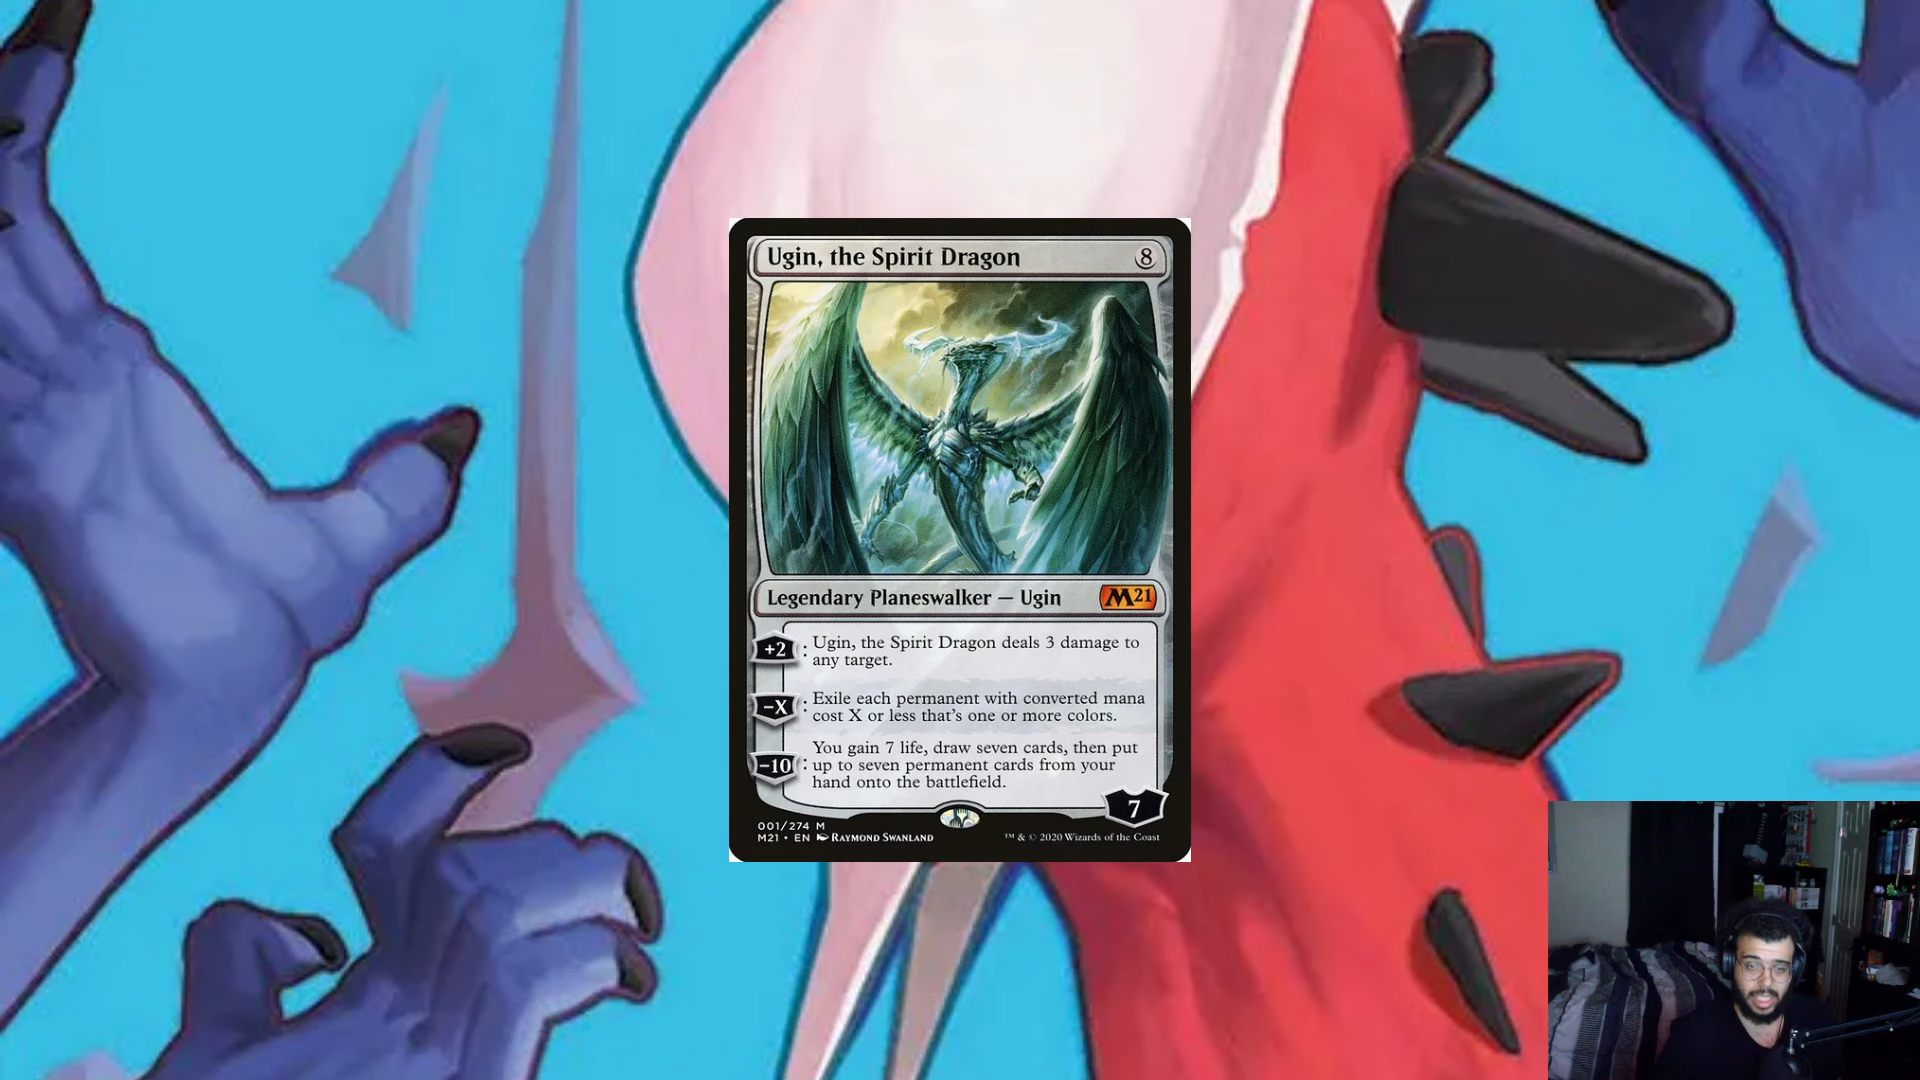 Ugin, the Spirit Dragon 8
Legendary Planeswalker — Ugin M21
+2 : Ugin, the Spirit Dragon deals 3 damage to
any target.
−X : Exile each permanent with converted mana
cost X or less that's one or more colors.
−10 : You gain 7 life, draw seven cards, then put
up to seven permanent cards from your
hand onto the battlefield.
7
001/274 M
M21 • EN Raymond Swanland ™ & © 2020 Wizards of the Coast